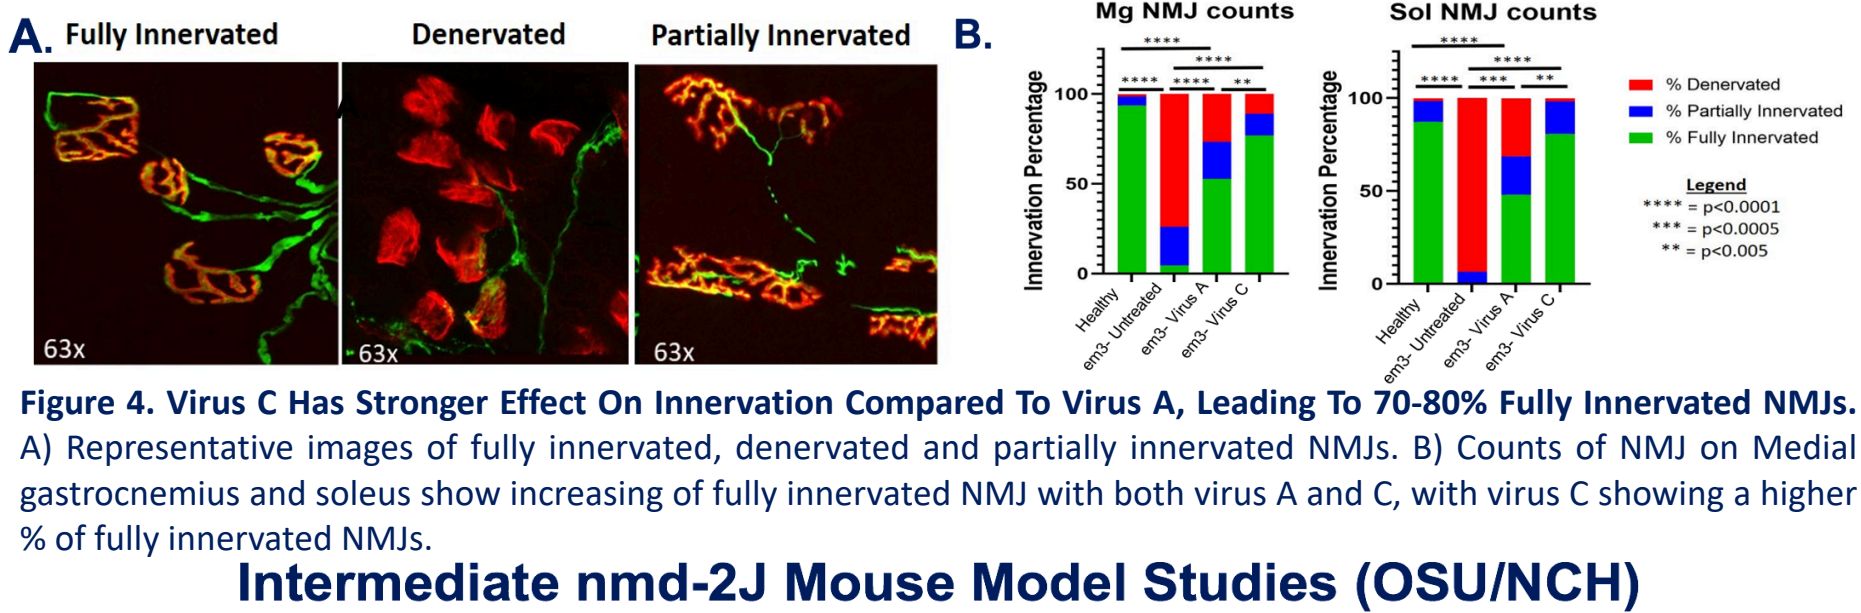 A. Fully Innervated
Denervated
Partially Innervated
63x
63x
63x
B.
Mg NMJ counts
Innervation Percentage
100
50
0
****
****
**** **** **
Healthy
em3- Untreated
em3- Virus A
em3- Virus C
Sol NMJ counts
Innervation Percentage
100
50
0
****
****
**** *** **
Healthy
em3- Untreated
em3- Virus A
em3- Virus C
% Denervated
% Partially Innervated
% Fully Innervated
Legend
**** = p<0.0001
*** = p<0.0005
** = p<0.005
Figure 4. Virus C Has Stronger Effect On Innervation Compared To Virus A, Leading To 70-80% Fully Innervated NMJs.
A) Representative images of fully innervated, denervated and partially innervated NMJs. B) Counts of NMJ on Medial
gastrocnemius and soleus show increasing of fully innervated NMJ with both virus A and C, with virus C showing a higher
% of fully innervated NMJs.
Intermediate nmd-2J Mouse Model Studies (OSU/NCH)